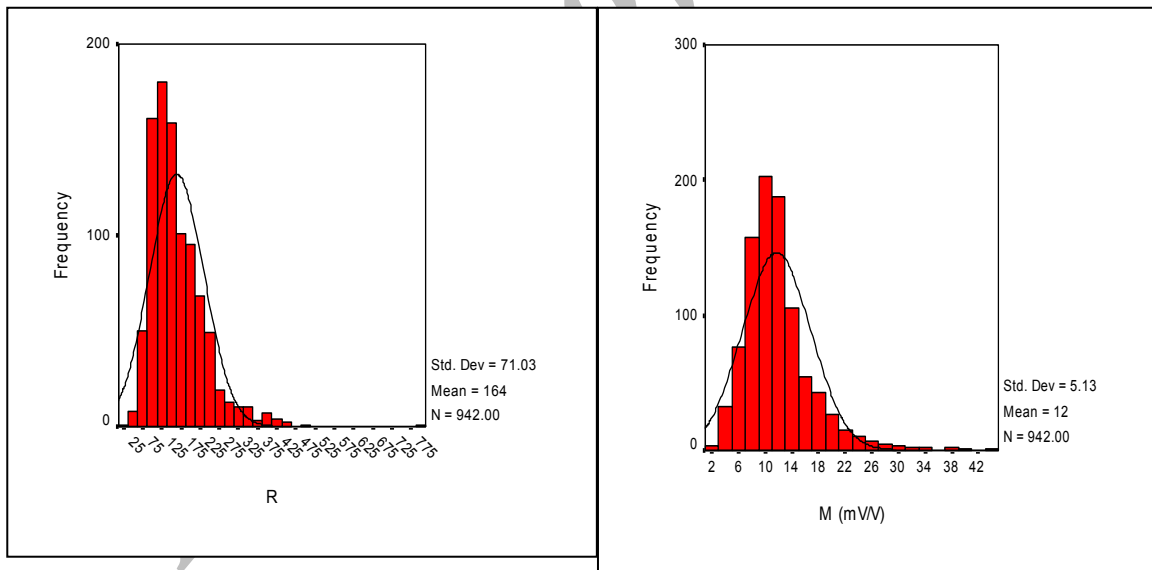 200
100
0
Frequency
25
75
125
175
225
275
325
375
425
475
525
575
625
675
725
775
R
Std. Dev = 71.03
Mean = 164
N = 942.00
300
200
100
0
Frequency
2 6 10 14 18 22 26 30 34 38 42
M (mV/V)
Std. Dev = 5.13
Mean = 12
N = 942.00